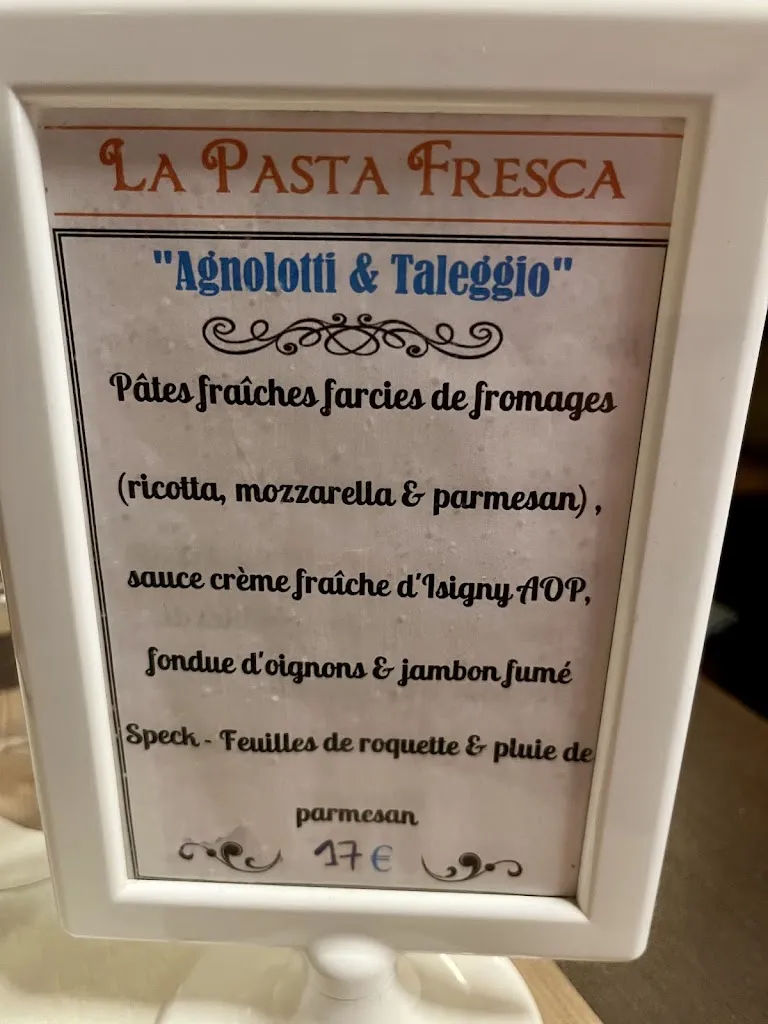 La Pasta Fresca
"Agnolotti & Taleggio"
Pâtes fraîches farcies de fromages
(ricotta, mozzarella & parmesan) ,
sauce crème fraîche d'Isigny AOP,
fondue d'oignons & jambon fumé
Speck - Feuilles de roquette & pluie de
parmesan
17 €